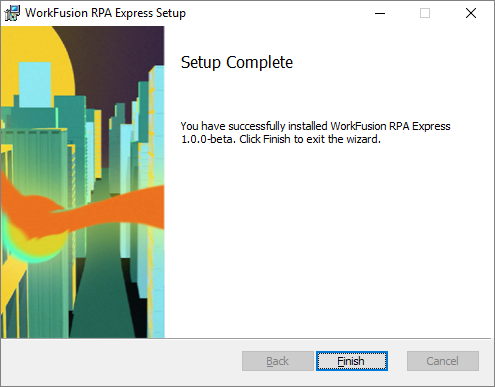 WorkFusion RPA Express Setup
Setup Complete
You have successfully installed WorkFusion RPA Express
1.0.0-beta. Click Finish to exit the wizard.
Back
Finish
Cancel